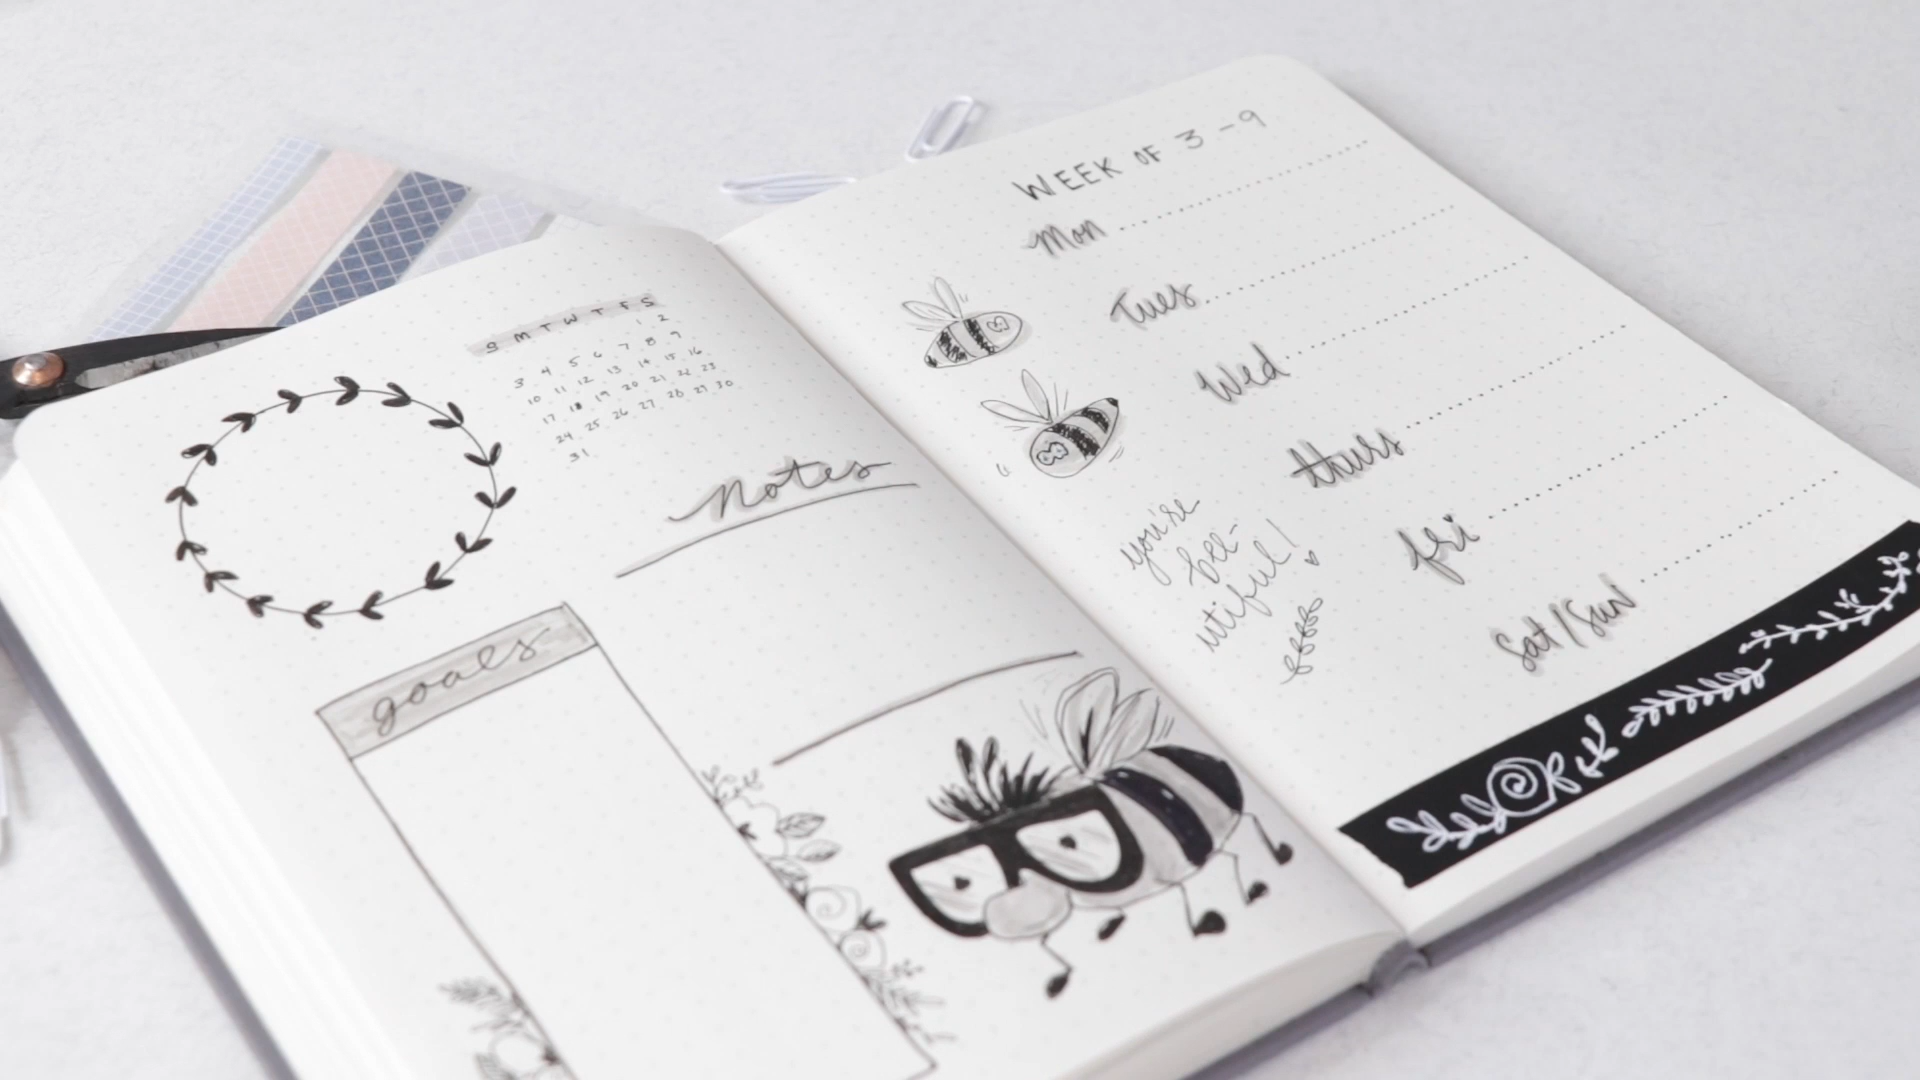 S M T W T F S
1 2
3 4 5 6 7 8 9
10 11 12 13 14 15 16
17 18 19 20 21 22 23
24 25 26 27 28 29 30
31
Notes
goals
WEEK OF 3-9
Mon
Tues
Wed
thurs
fri
Sat/Sun
you're
bee-
utiful!